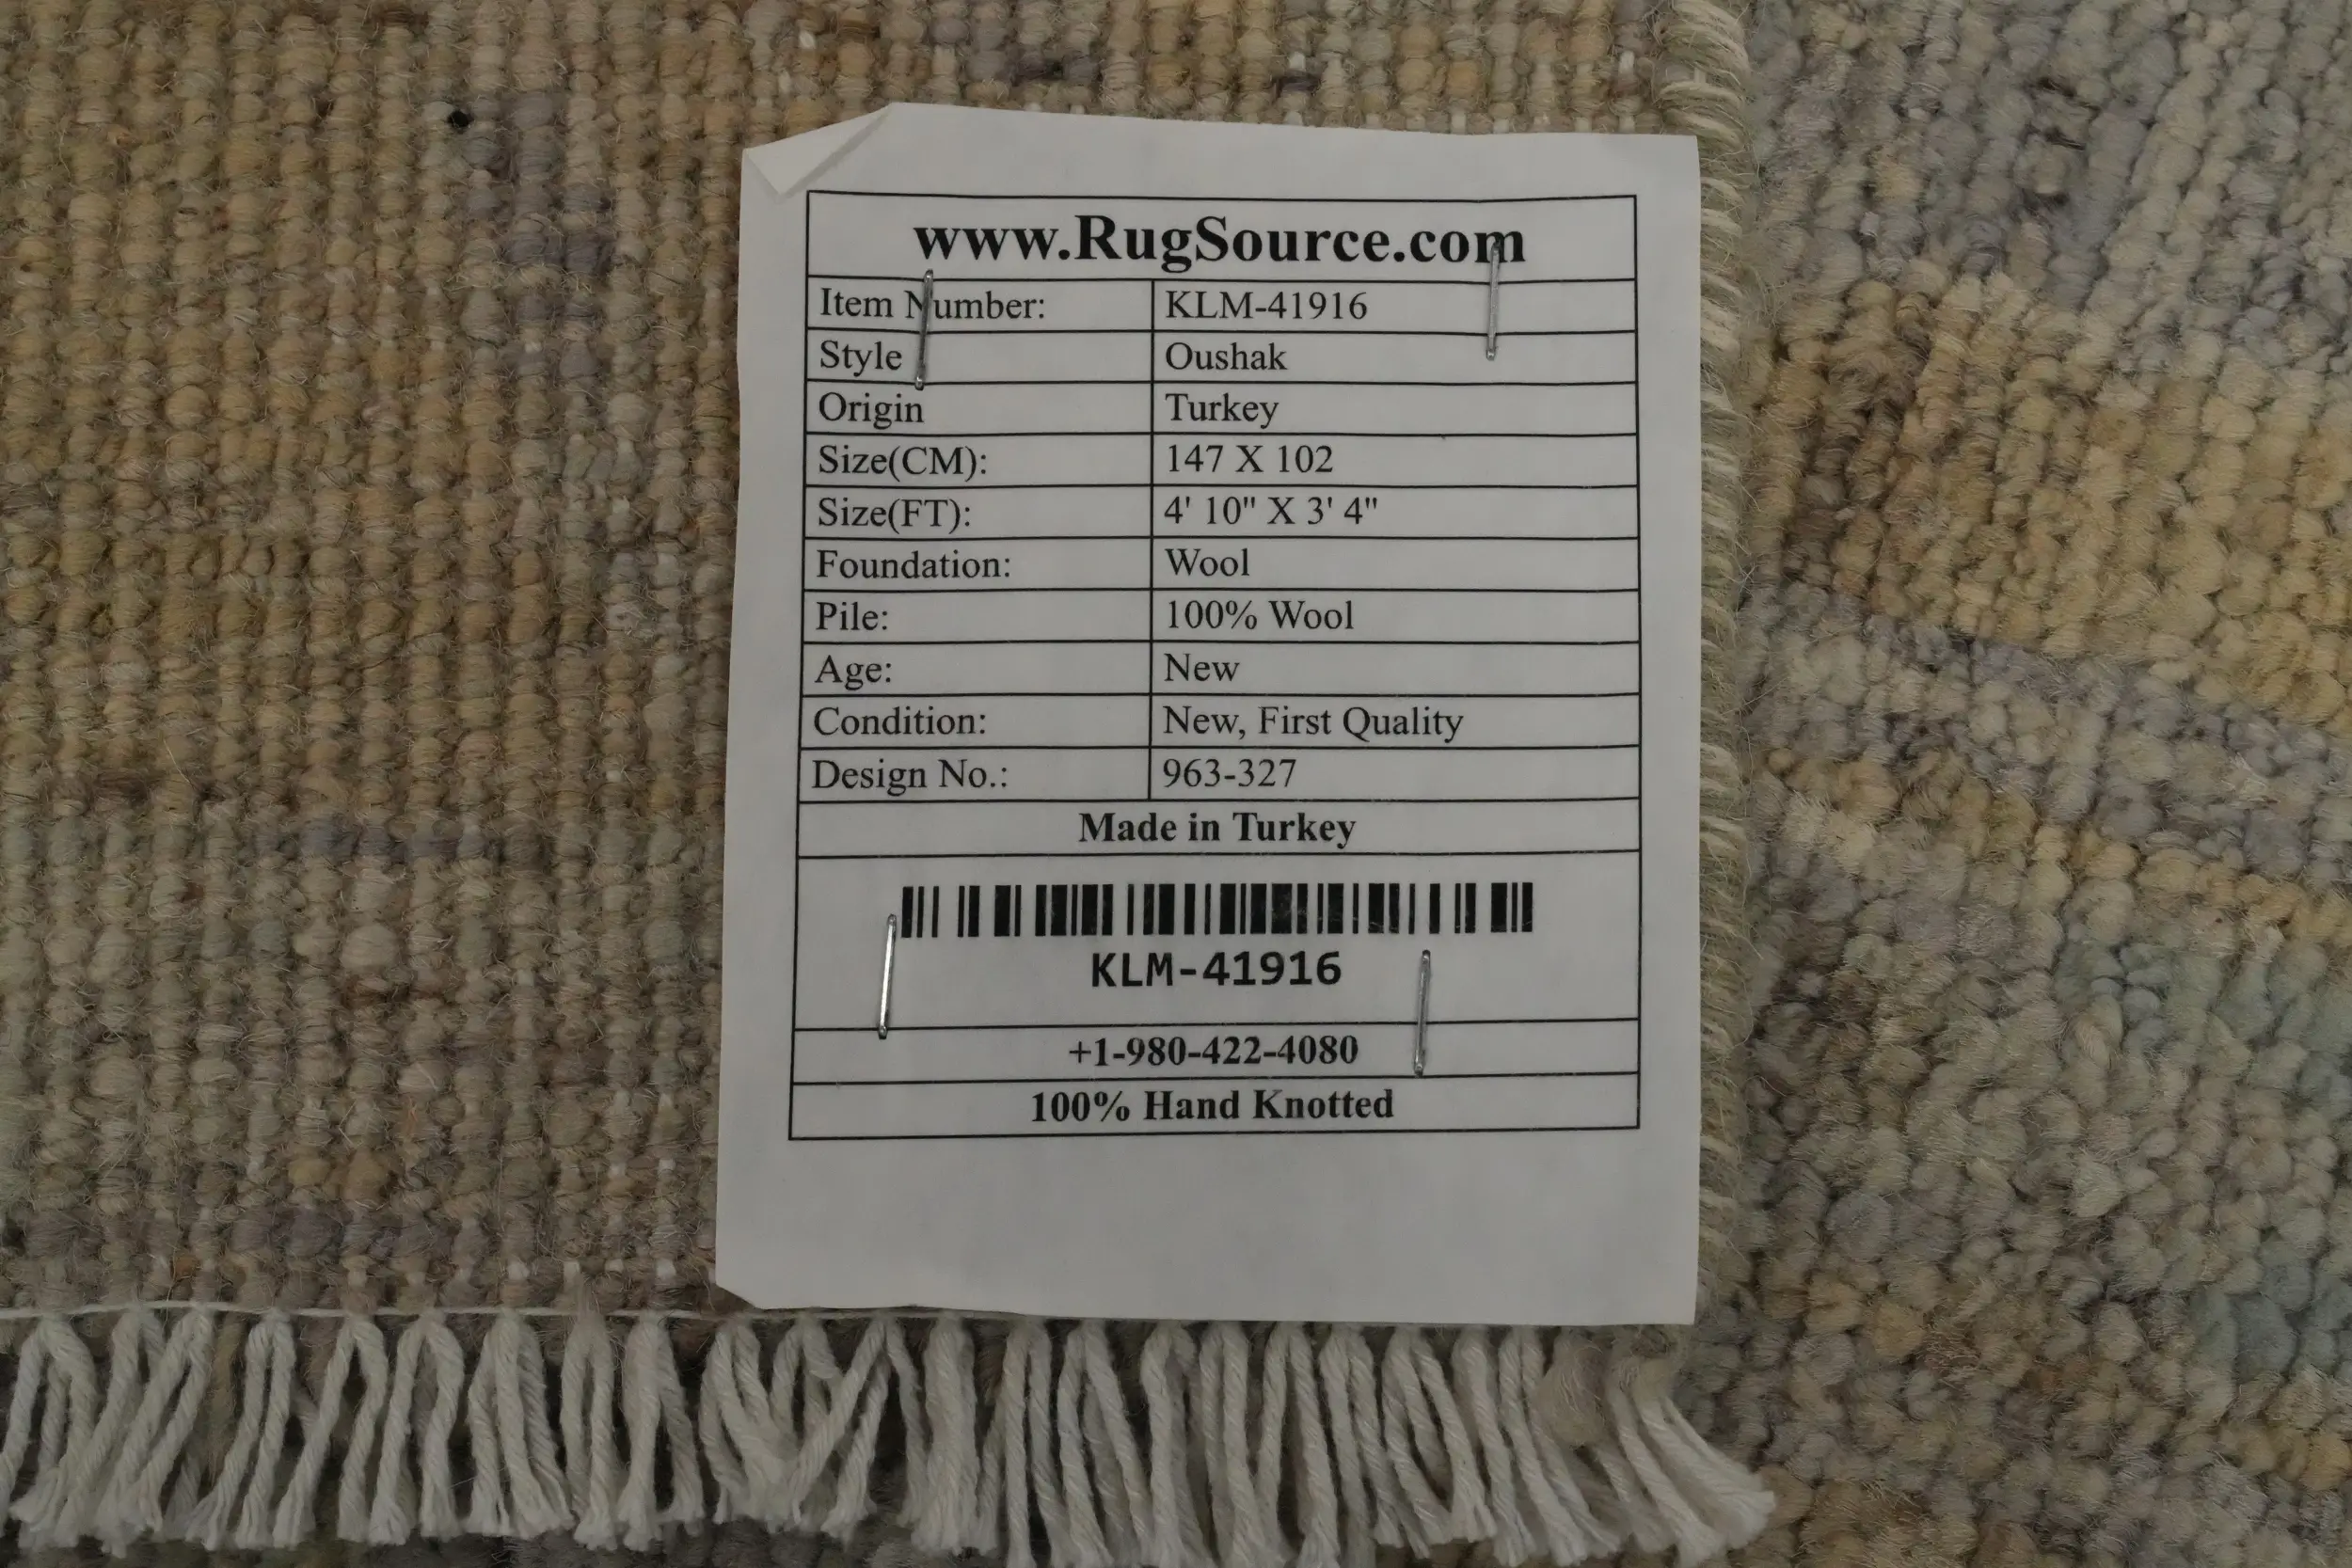 www.RugSource.com
Item Number: KLM-41916
Style Oushak
Origin Turkey
Size(CM): 147 X 102
Size(FT): 4' 10" X 3' 4"
Foundation: Wool
Pile: 100% Wool
Age: New
Condition: New, First Quality
Design No.: 963-327
Made in Turkey
KLM-41916
+1-980-422-4080
100% Hand Knotted